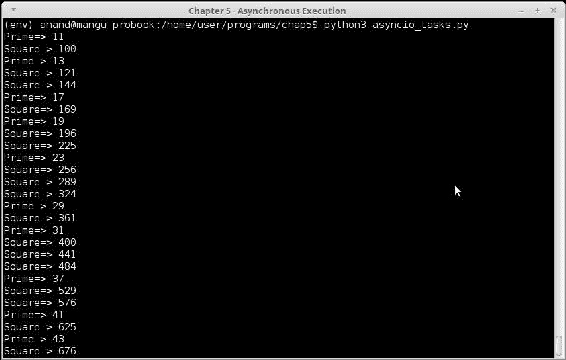 Chapter 5 - Asynchronous Execution
(env) anand@mangu-probook:/home/user/programs/chap5$ python3 asyncio_tasks.py
Prime=> 11
Square=> 100
Prime=> 13
Square=> 121
Square=> 144
Prime=> 17
Square=> 169
Prime=> 19
Square=> 196
Square=> 225
Prime=> 23
Square=> 256
Square=> 289
Square=> 324
Prime=> 29
Square=> 361
Prime=> 31
Square=> 400
Square=> 441
Square=> 484
Prime=> 37
Square=> 529
Square=> 576
Prime=> 41
Square=> 625
Prime=> 43
Square=> 676